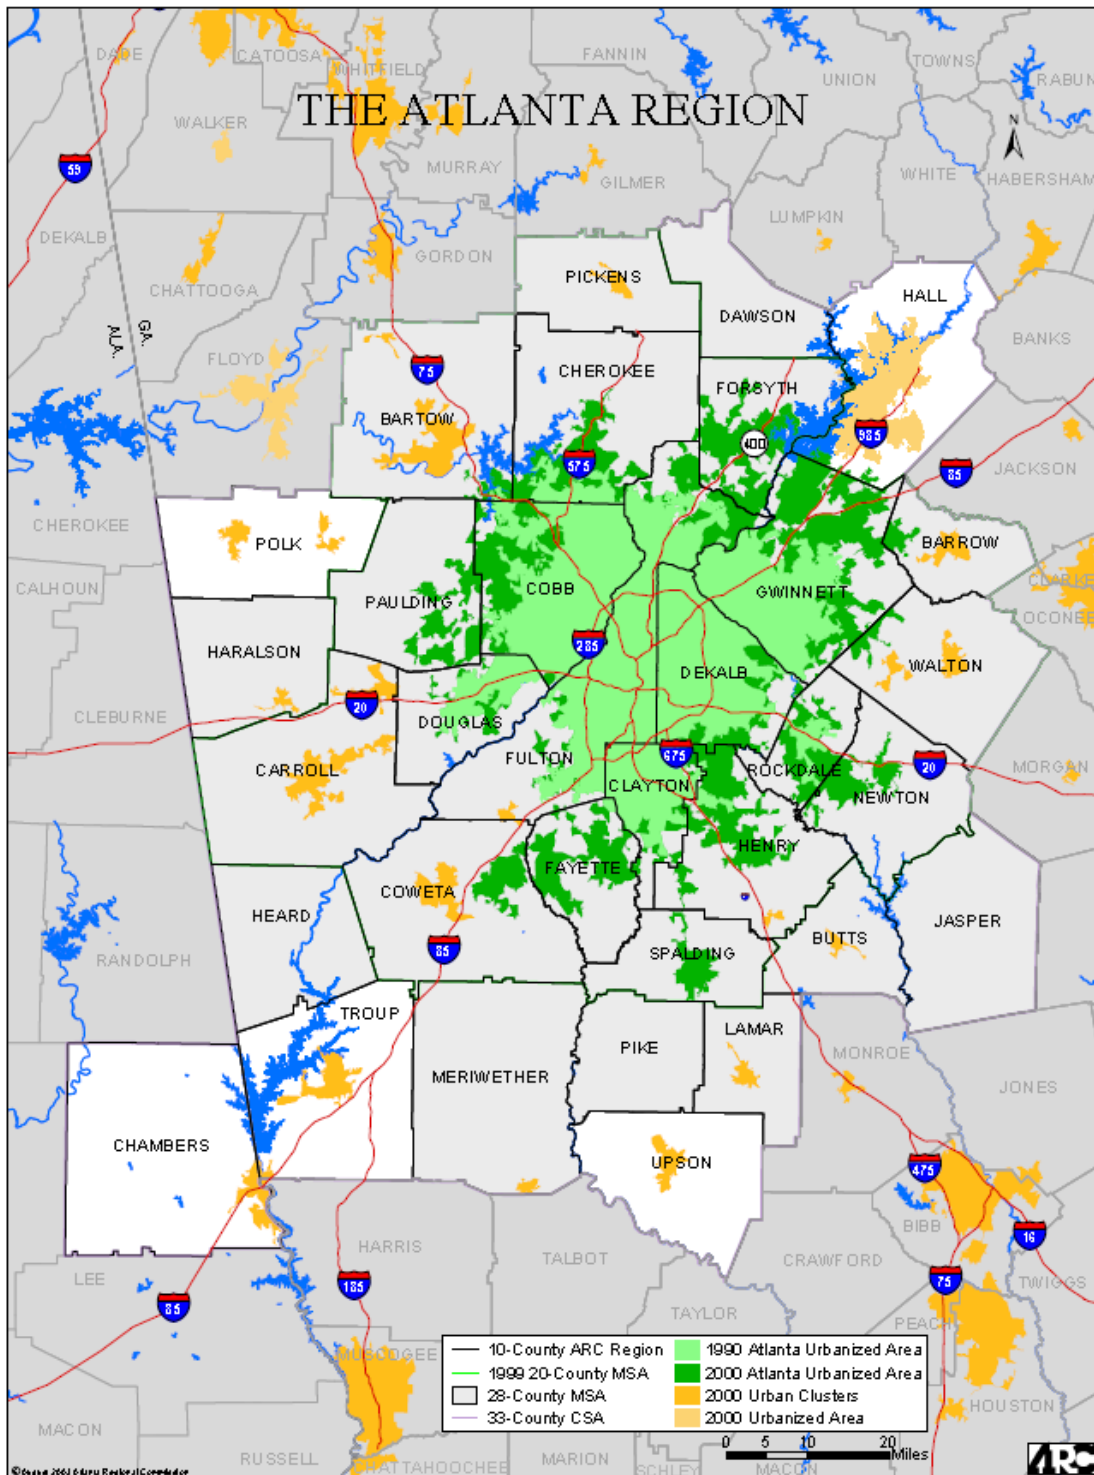 DADE
CATOOSA
WHITFIELD
FANNIN
UNION
TOWNS
RABUN
THE ATLANTA REGION
WALKER
N
59
MURRAY
GILMER
WHITE
HABERSHAM
LUMPKIN
DEKALB
GORDON
CHATTOOGA
PICKENS
HALL
DAWSON
GA.
ALA.
BANKS
FLOYD
75
CHEROKEE
FORSYTH
BARTOW
400
985
575
85
JACKSON
CHEROKEE
POLK
BARROW
CALHOUN
COBB
GWINNETT
CLARKE
PAULDING
OCONEE
HARALSON
285
DEKALB
WALTON
20
CLEBURNE
DOUGLAS
FULTON
675
CARROLL
CLAYTON
ROCKDALE
20
MORGAN
NEWTON
HENRY
FAYETTE
COWETA
HEARD
JASPER
85
BUTTS
RANDOLPH
SPALDING
TROUP
LAMAR
PIKE
MONROE
MERIWETHER
JONES
CHAMBERS
UPSON
475
BIBB
16
HARRIS
TALBOT
CRAWFORD
LEE
185
75
TWIGGS
85
TAYLOR
PEACH
MUSCOGEE
10-County ARC Region
1999 20-County MSA
28-County MSA
33-County CSA
1990 Atlanta Urbanized Area
2000 Atlanta Urbanized Area
2000 Urban Clusters
2000 Urbanized Area
HOUSTON
MACON
0 5 10 20
Miles
RUSSELL
CHATTAHOOCHEE
MARION
SCHLEY
MACON
ARC